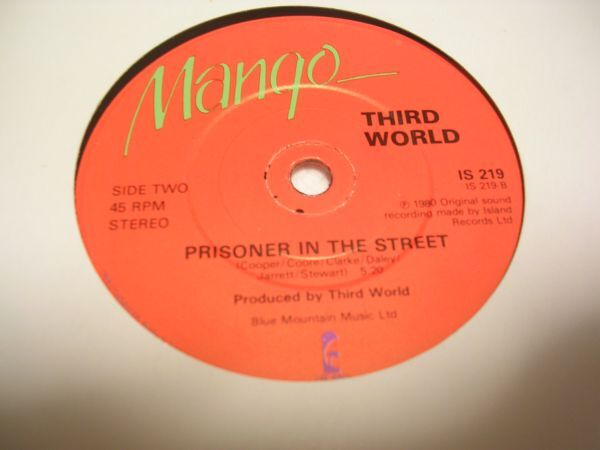 Mango
THIRD
WORLD
SIDE TWO
45 RPM
STEREO
IS 219
IS 219-B
℗ 1980 Original sound
recording made by Island
Records Ltd
PRISONER IN THE STREET
(Cooper/Coore/Clarke/Daley/
Jarrett/Stewart) 5.20
Produced by Third World
Blue Mountain Music Ltd